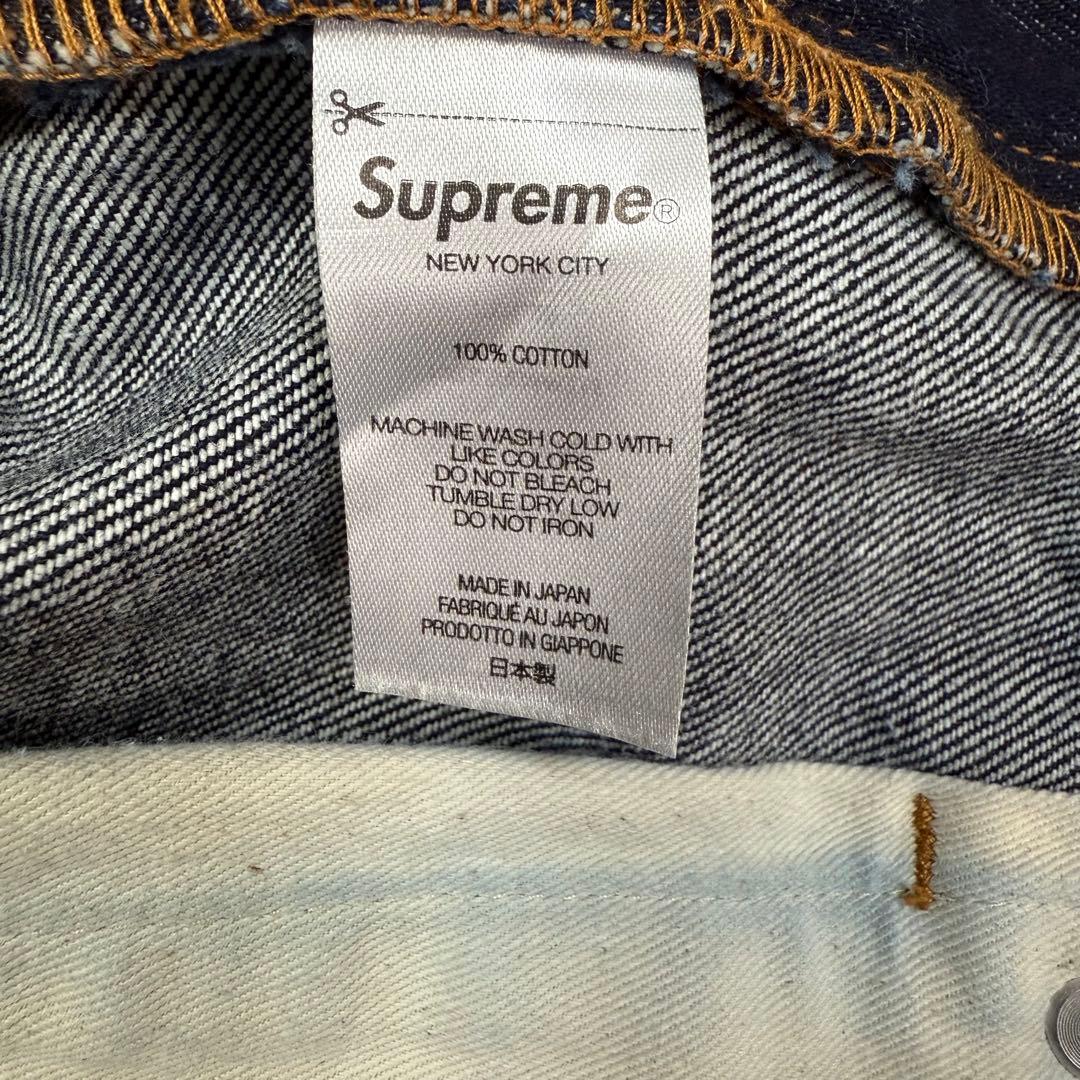 Supreme®
NEW YORK CITY
100% COTTON
MACHINE WASH COLD WITH
LIKE COLORS
DO NOT BLEACH
TUMBLE DRY LOW
DO NOT IRON
MADE IN JAPAN
FABRIQUÉ AU JAPON
PRODOTTO IN GIAPPONE
日本製